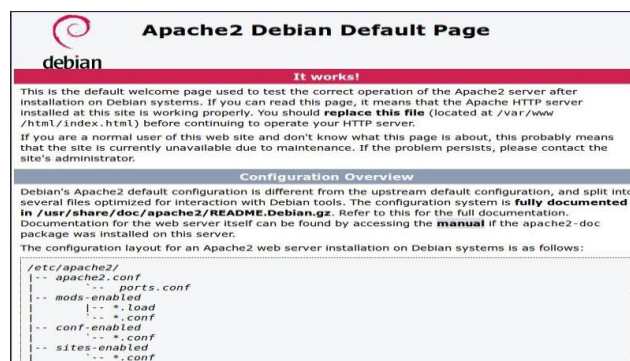 debian
Apache2 Debian Default Page
It works!
This is the default welcome page used to test the correct operation of the Apache2 server after
installation on Debian systems. If you can read this page, it means that the Apache HTTP server
installed at this site is working properly. You should replace this file (located at /var/www
/html/index.html) before continuing to operate your HTTP server.
If you are a normal user of this web site and don't know what this page is about, this probably means
that the site is currently unavailable due to maintenance. If the problem persists, please contact the
site's administrator.
Configuration Overview
Debian's Apache2 default configuration is different from the upstream default configuration, and split into
several files optimized for interaction with Debian tools. The configuration system is fully documented
in /usr/share/doc/apache2/README.Debian.gz. Refer to this for the full documentation.
Documentation for the web server itself can be found by accessing the manual if the apache2-doc
package was installed on this server.
The configuration layout for an Apache2 web server installation on Debian systems is as follows:
/etc/apache2/
|-- apache2.conf
|       `--  ports.conf
|-- mods-enabled
|       |-- *.load
|       `-- *.conf
|-- conf-enabled
|       `-- *.conf
|-- sites-enabled
|       `-- *.conf